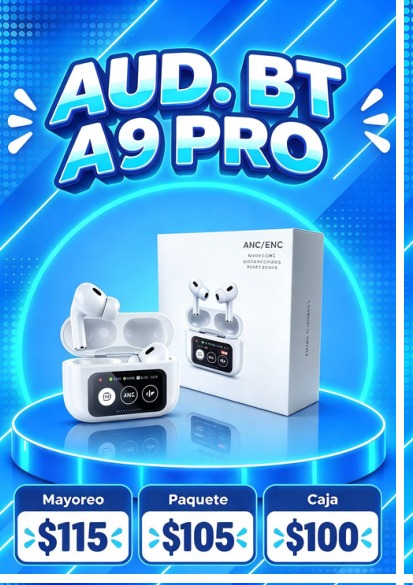 AUD. BT
A9 PRO
ANC/ENC
ANC
Mayoreo
Paquete
Caja
$115
$105
$100